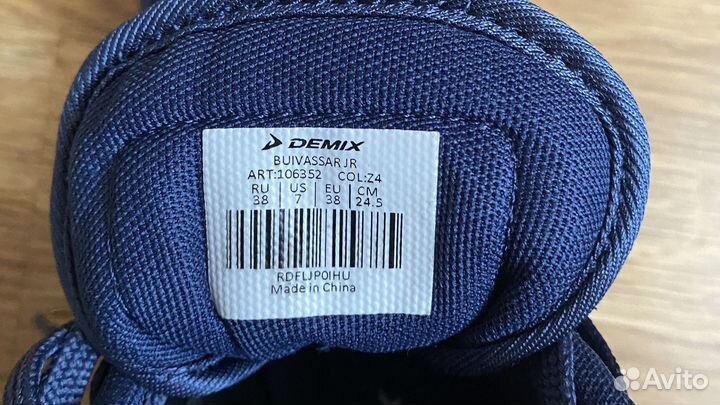 DEMIX
BUIVASSAR JR
ART:106352 COL:Z4
RU US EU CM
38 7 38 24.5
RDFLJP0IHU
Made in China
Avito